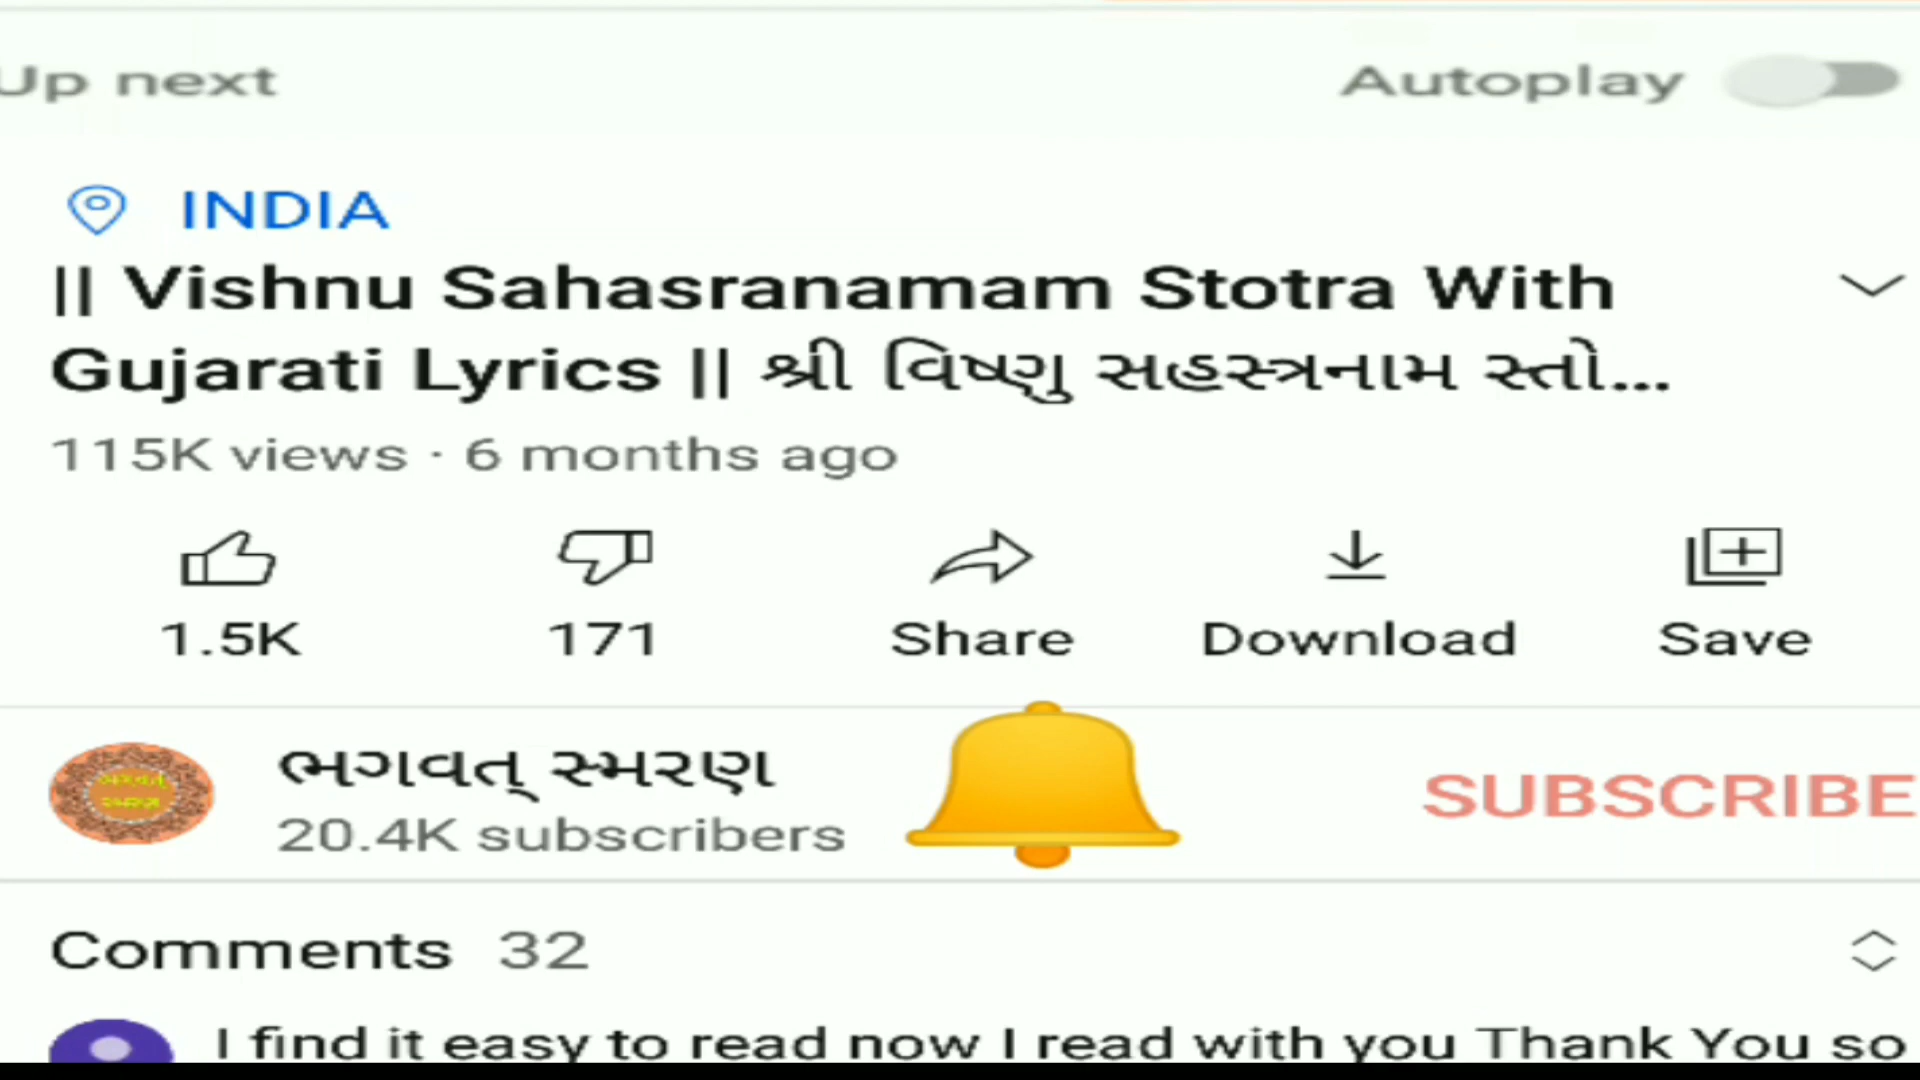 Up next
Autoplay
INDIA
|| Vishnu Sahasranamam Stotra With
Gujarati Lyrics || શ્રી વિષ્ણુ સહસ્ત્રનામ સ્તો...
115K views · 6 months ago
1.5K
171
Share
Download
Save
ભગવત્ સ્મરણ
ભગવત્ સ્મરણ
20.4K subscribers
SUBSCRIBE
Comments 32
I find it easy to read now I read with you Thank You so